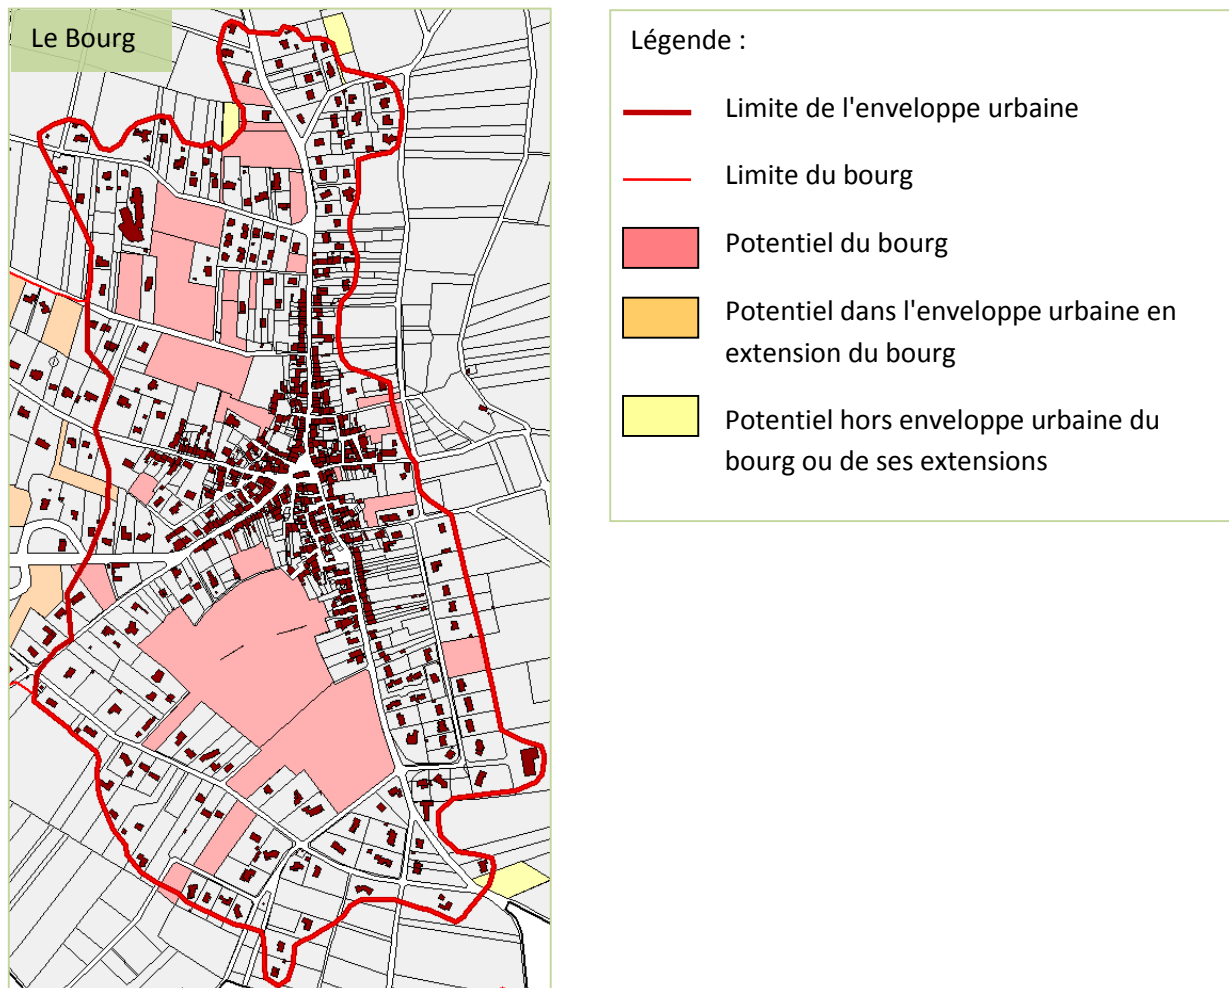 Le Bourg
Légende :
Limite de l'enveloppe urbaine
Limite du bourg
Potentiel du bourg
Potentiel dans l'enveloppe urbaine en
extension du bourg
Potentiel hors enveloppe urbaine du
bourg ou de ses extensions